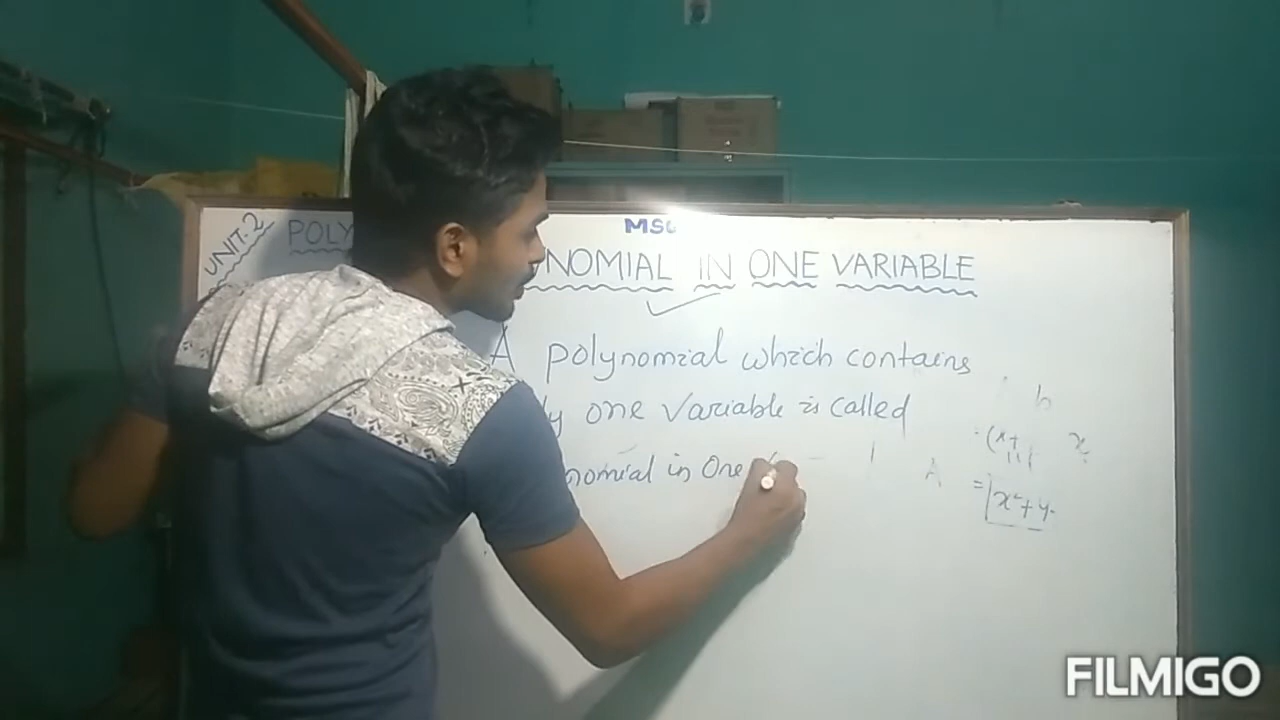 UNIT-2 POLY
MSC
NOMIAL IN ONE VARIABLE
A polynomial which contains
ly one variable is called
nomial in One
(x+
x
= x²+y
FILMIGO